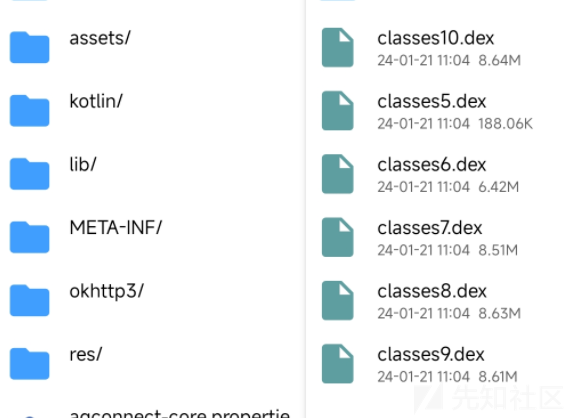 assets/
kotlin/
lib/
META-INF/
okhttp3/
res/
agconnect-core.propertie
classes10.dex
24-01-21 11:04 8.64M
classes5.dex
24-01-21 11:04 188.06K
classes6.dex
24-01-21 11:04 6.42M
classes7.dex
24-01-21 11:04 8.51M
classes8.dex
24-01-21 11:04 8.63M
classes9.dex
24-01-21 11:04 8.61M
先知社区